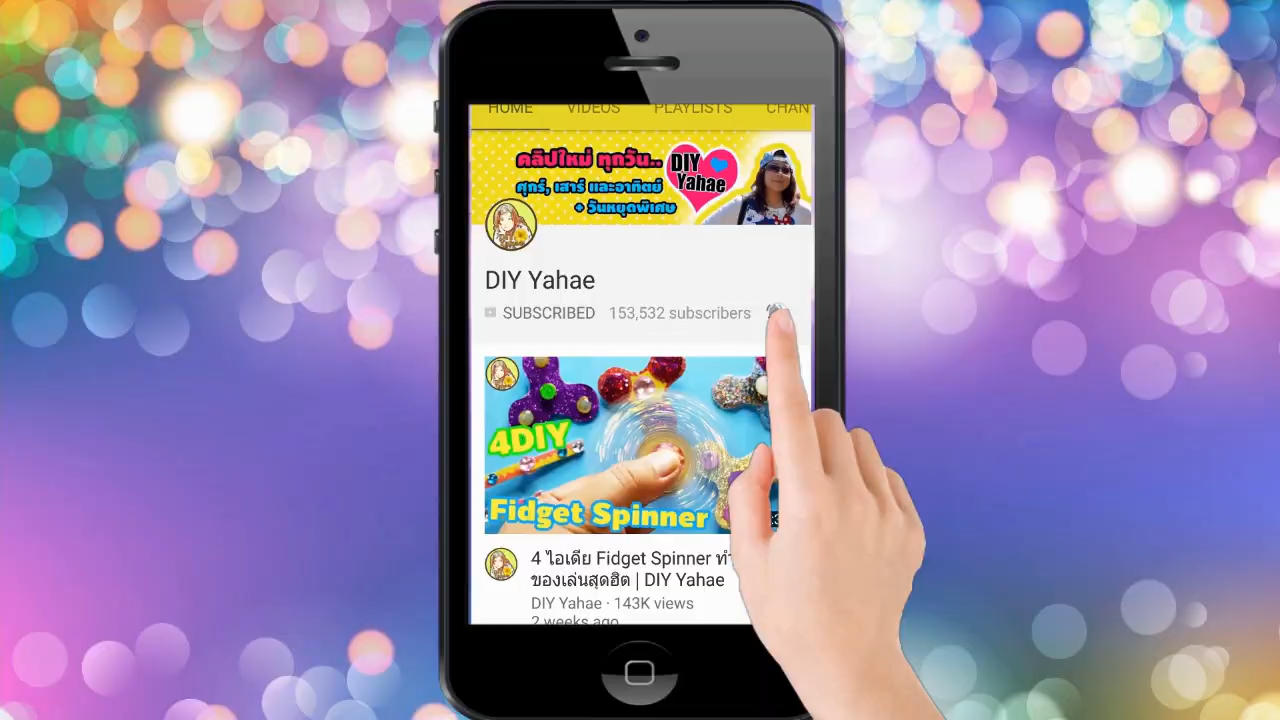 HOME VIDEOS PLAYLISTS CHAN
คลิปใหม่ ทุกวัน..
ศุกร์, เสาร์ และอาทิตย์
+ วันหยุดพิเศษ
DIY
Yahae
DIY Yahae
SUBSCRIBED 153,532 subscribers
4DIY
Fidget Spinner
4 ไอเดีย Fidget Spinner ทำ
ของเล่นสุดฮิต | DIY Yahae
DIY Yahae · 143K views
2 weeks ago